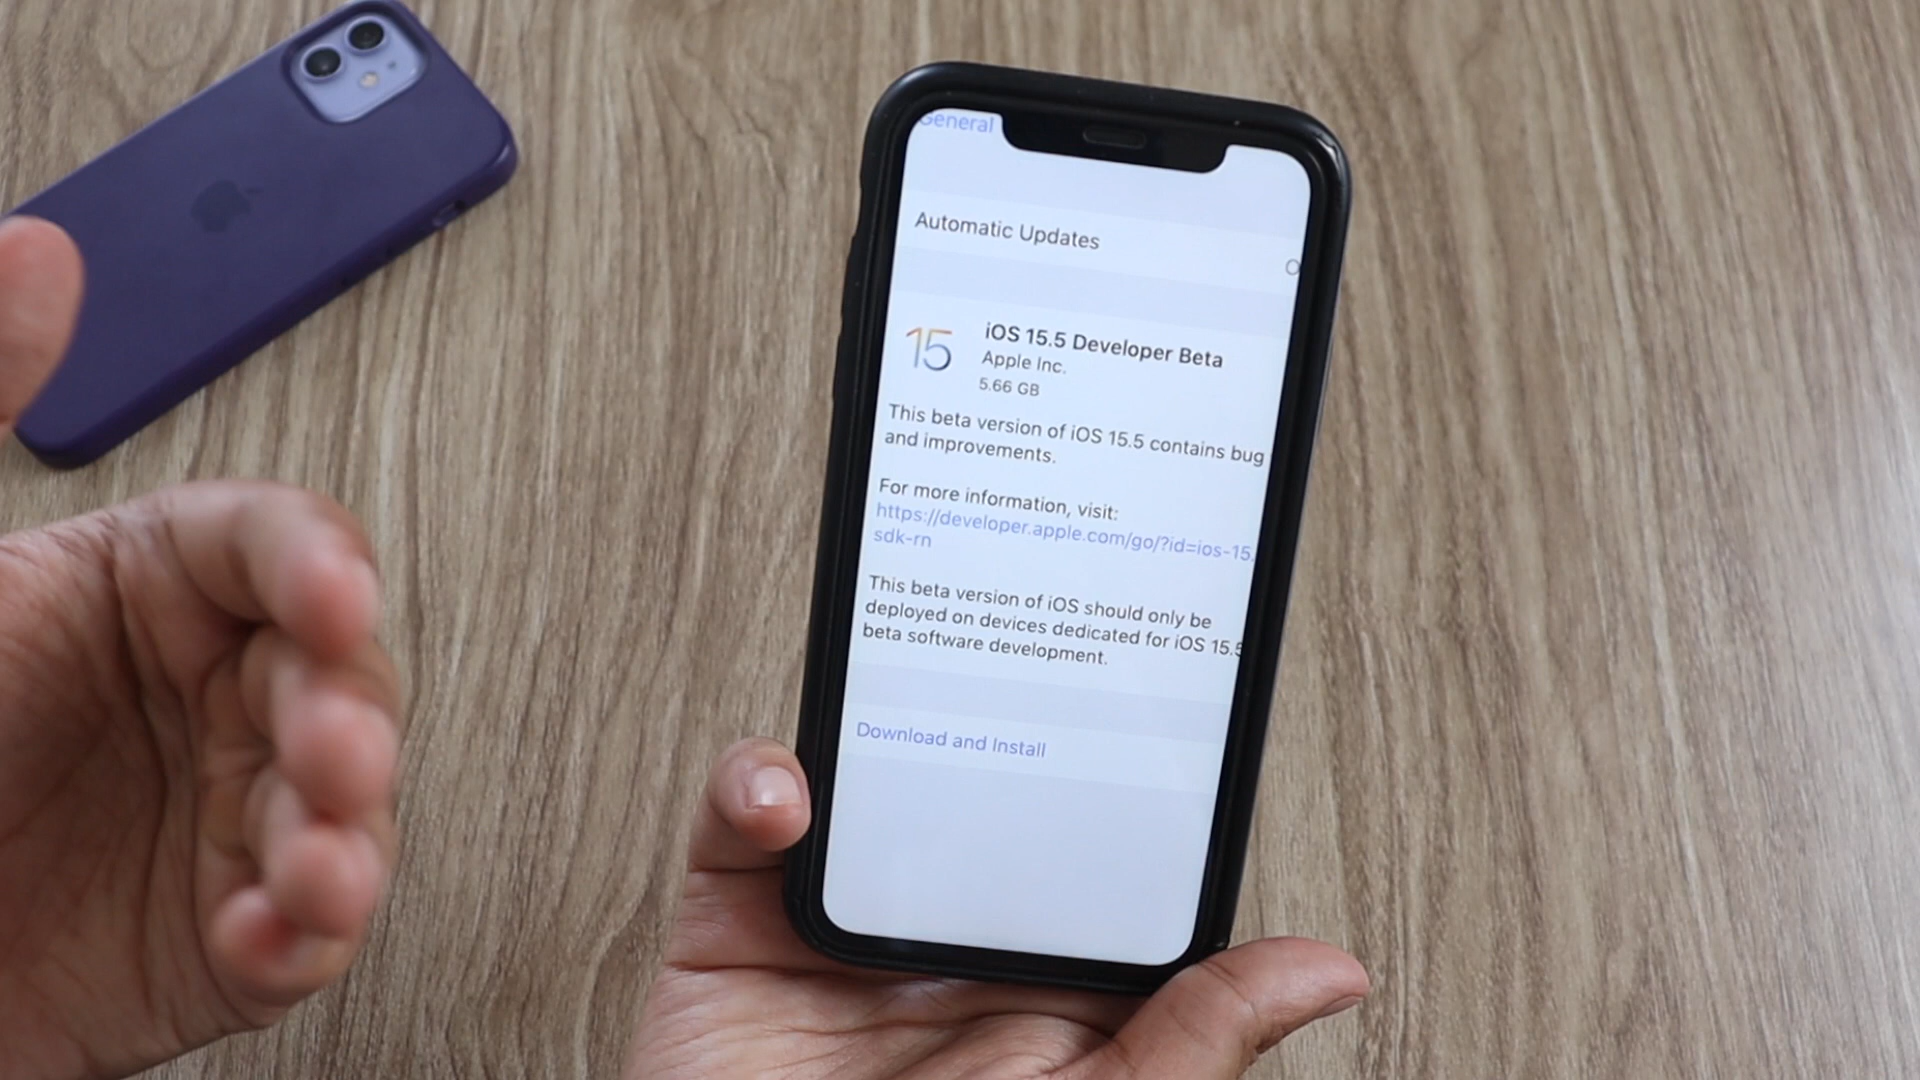 General
Automatic Updates
O
15
iOS 15.5 Developer Beta
Apple Inc.
5.66 GB
This beta version of iOS 15.5 contains bug
and improvements.
For more information, visit:
https://developer.apple.com/go/?id=ios-15.
sdk-rn
This beta version of iOS should only be
deployed on devices dedicated for iOS 15.5
beta software development.
Download and Install